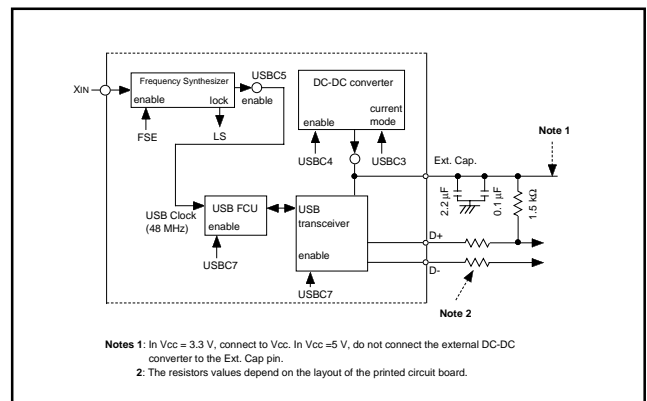 Frequency Synthesizer
USBC5
DC-DC converter
XIN
enable
lock
enable
current
mode
enable
FSE
LS
Note 1
USBC4
USBC3
Ext. Cap.
2.2 µF
0.1 µF
1.5 kΩ
USB Clock
(48 MHz)
USB FCU
enable
USB
transceiver
enable
D+
D-
USBC7
USBC7
Note 2
Notes 1: In Vcc = 3.3 V, connect to Vcc. In Vcc =5 V, do not connect the external DC-DC
converter to the Ext. Cap pin.
2: The resistors values depend on the layout of the printed circuit board.